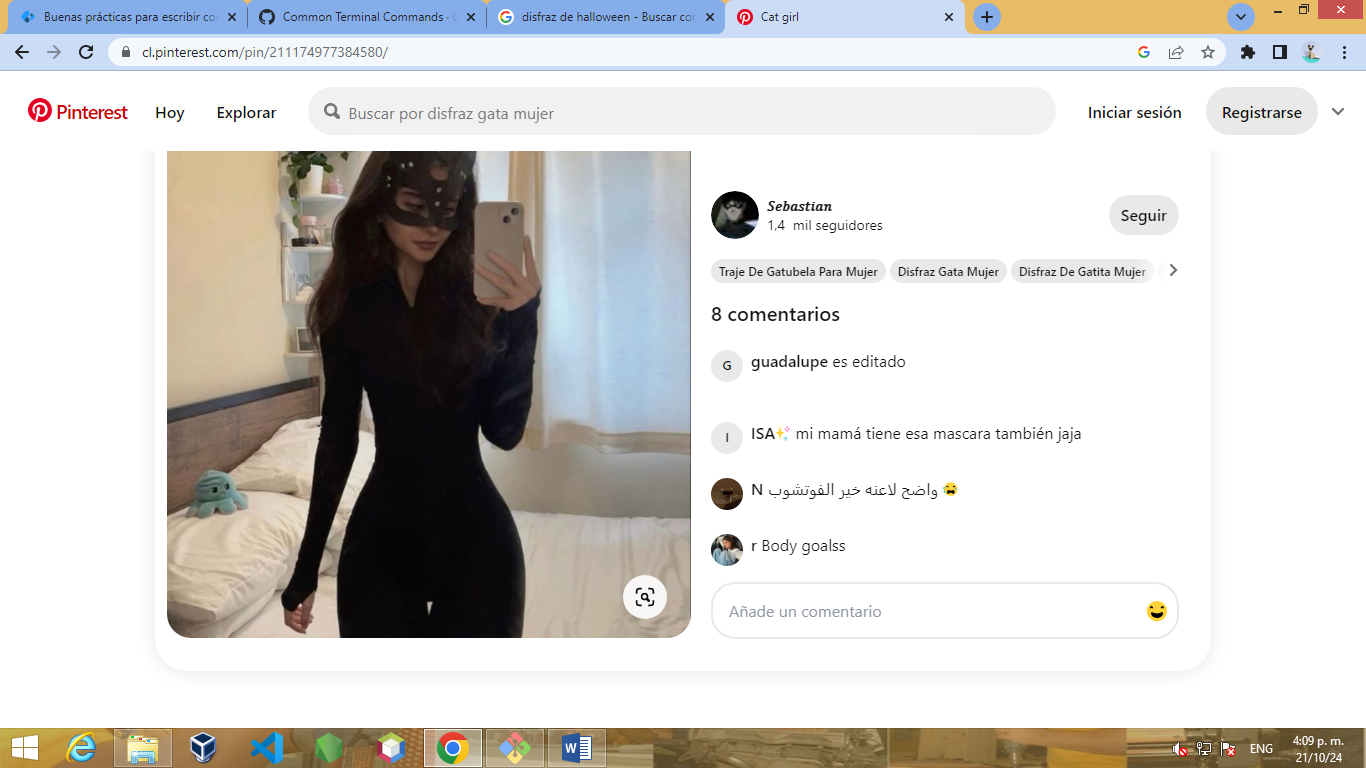 Buenas prácticas para escribir co
Common Terminal Commands · C
disfraz de halloween - Buscar con
Cat girl
cl.pinterest.com/pin/211174977384580/
Pinterest
Hoy
Explorar
Buscar por disfraz gata mujer
Iniciar sesión
Registrarse
Sebastian
1,4 mil seguidores
Seguir
Traje De Gatubela Para Mujer
Disfraz Gata Mujer
Disfraz De Gatita Mujer
8 comentarios
G
guadalupe es editado
I
ISA✨ mi mamá tiene esa mascara también jaja
N واضح لاعنه خير الفوتشوب 😭
r Body goalss
Añade un comentario
ENG
4:09 p. m.
21/10/24